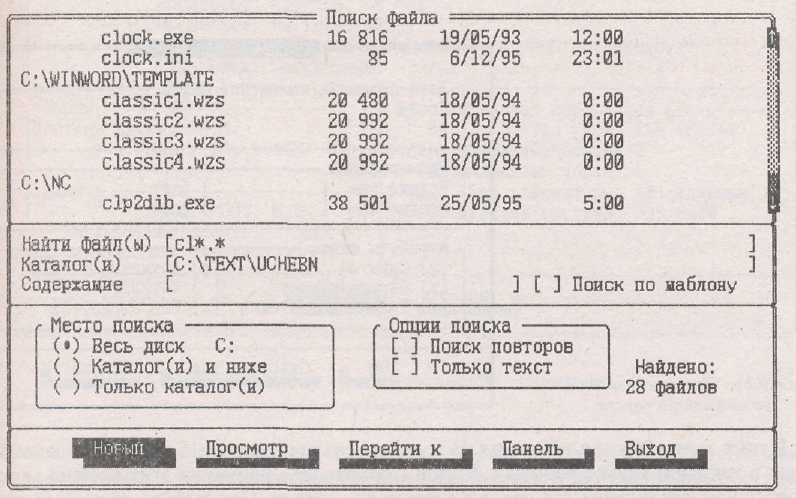 Поиск файла
clock.exe 16 816 19/05/93 12:00
clock.ini 85 6/12/95 23:01
C:\WINWORD\TEMPLATE
classic1.wzs 20 480 18/05/94 0:00
classic2.wzs 20 992 18/05/94 0:00
classic3.wzs 20 992 18/05/94 0:00
classic4.wzs 20 992 18/05/94 0:00
C:\NC
clp2dib.exe 38 501 25/05/95 5:00
Найти файл(ы) [cl*.* ]
Каталог(и) [C:\TEXT\UCHEBN ]
Содержащие [ ] [ ] Поиск по шаблону
Место поиска
(•) Весь диск C:
( ) Каталог(и) и ниже
( ) Только каталог(и)
Опции поиска
[ ] Поиск повторов
[ ] Только текст
Найдено:
28 файлов
Новый Просмотр Перейти к Панель Выход